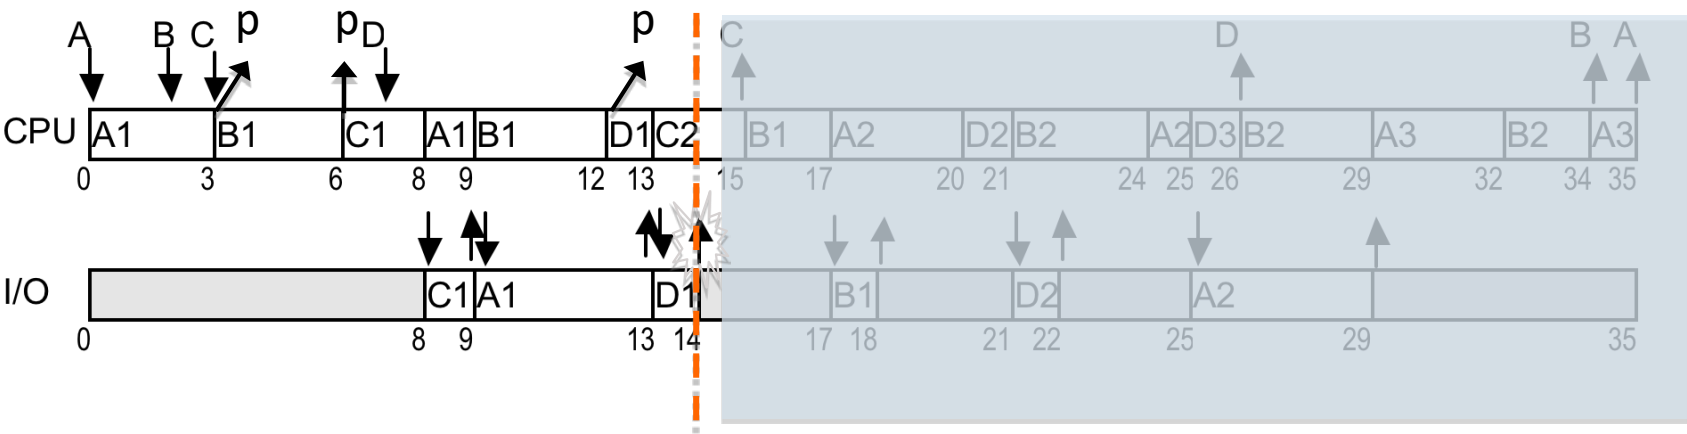 A B C p p D p C D B A
CPU A1 B1 C1 A1 B1 D1 C2 B1 A2 D2 B2 A2 D3 B2 A3 B2 A3
0 3 6 8 9 12 13 15 17 20 21 24 25 26 29 32 34 35
I/O C1 A1 D1 B1 D2 A2
0 8 9 13 14 17 18 21 22 25 29 35